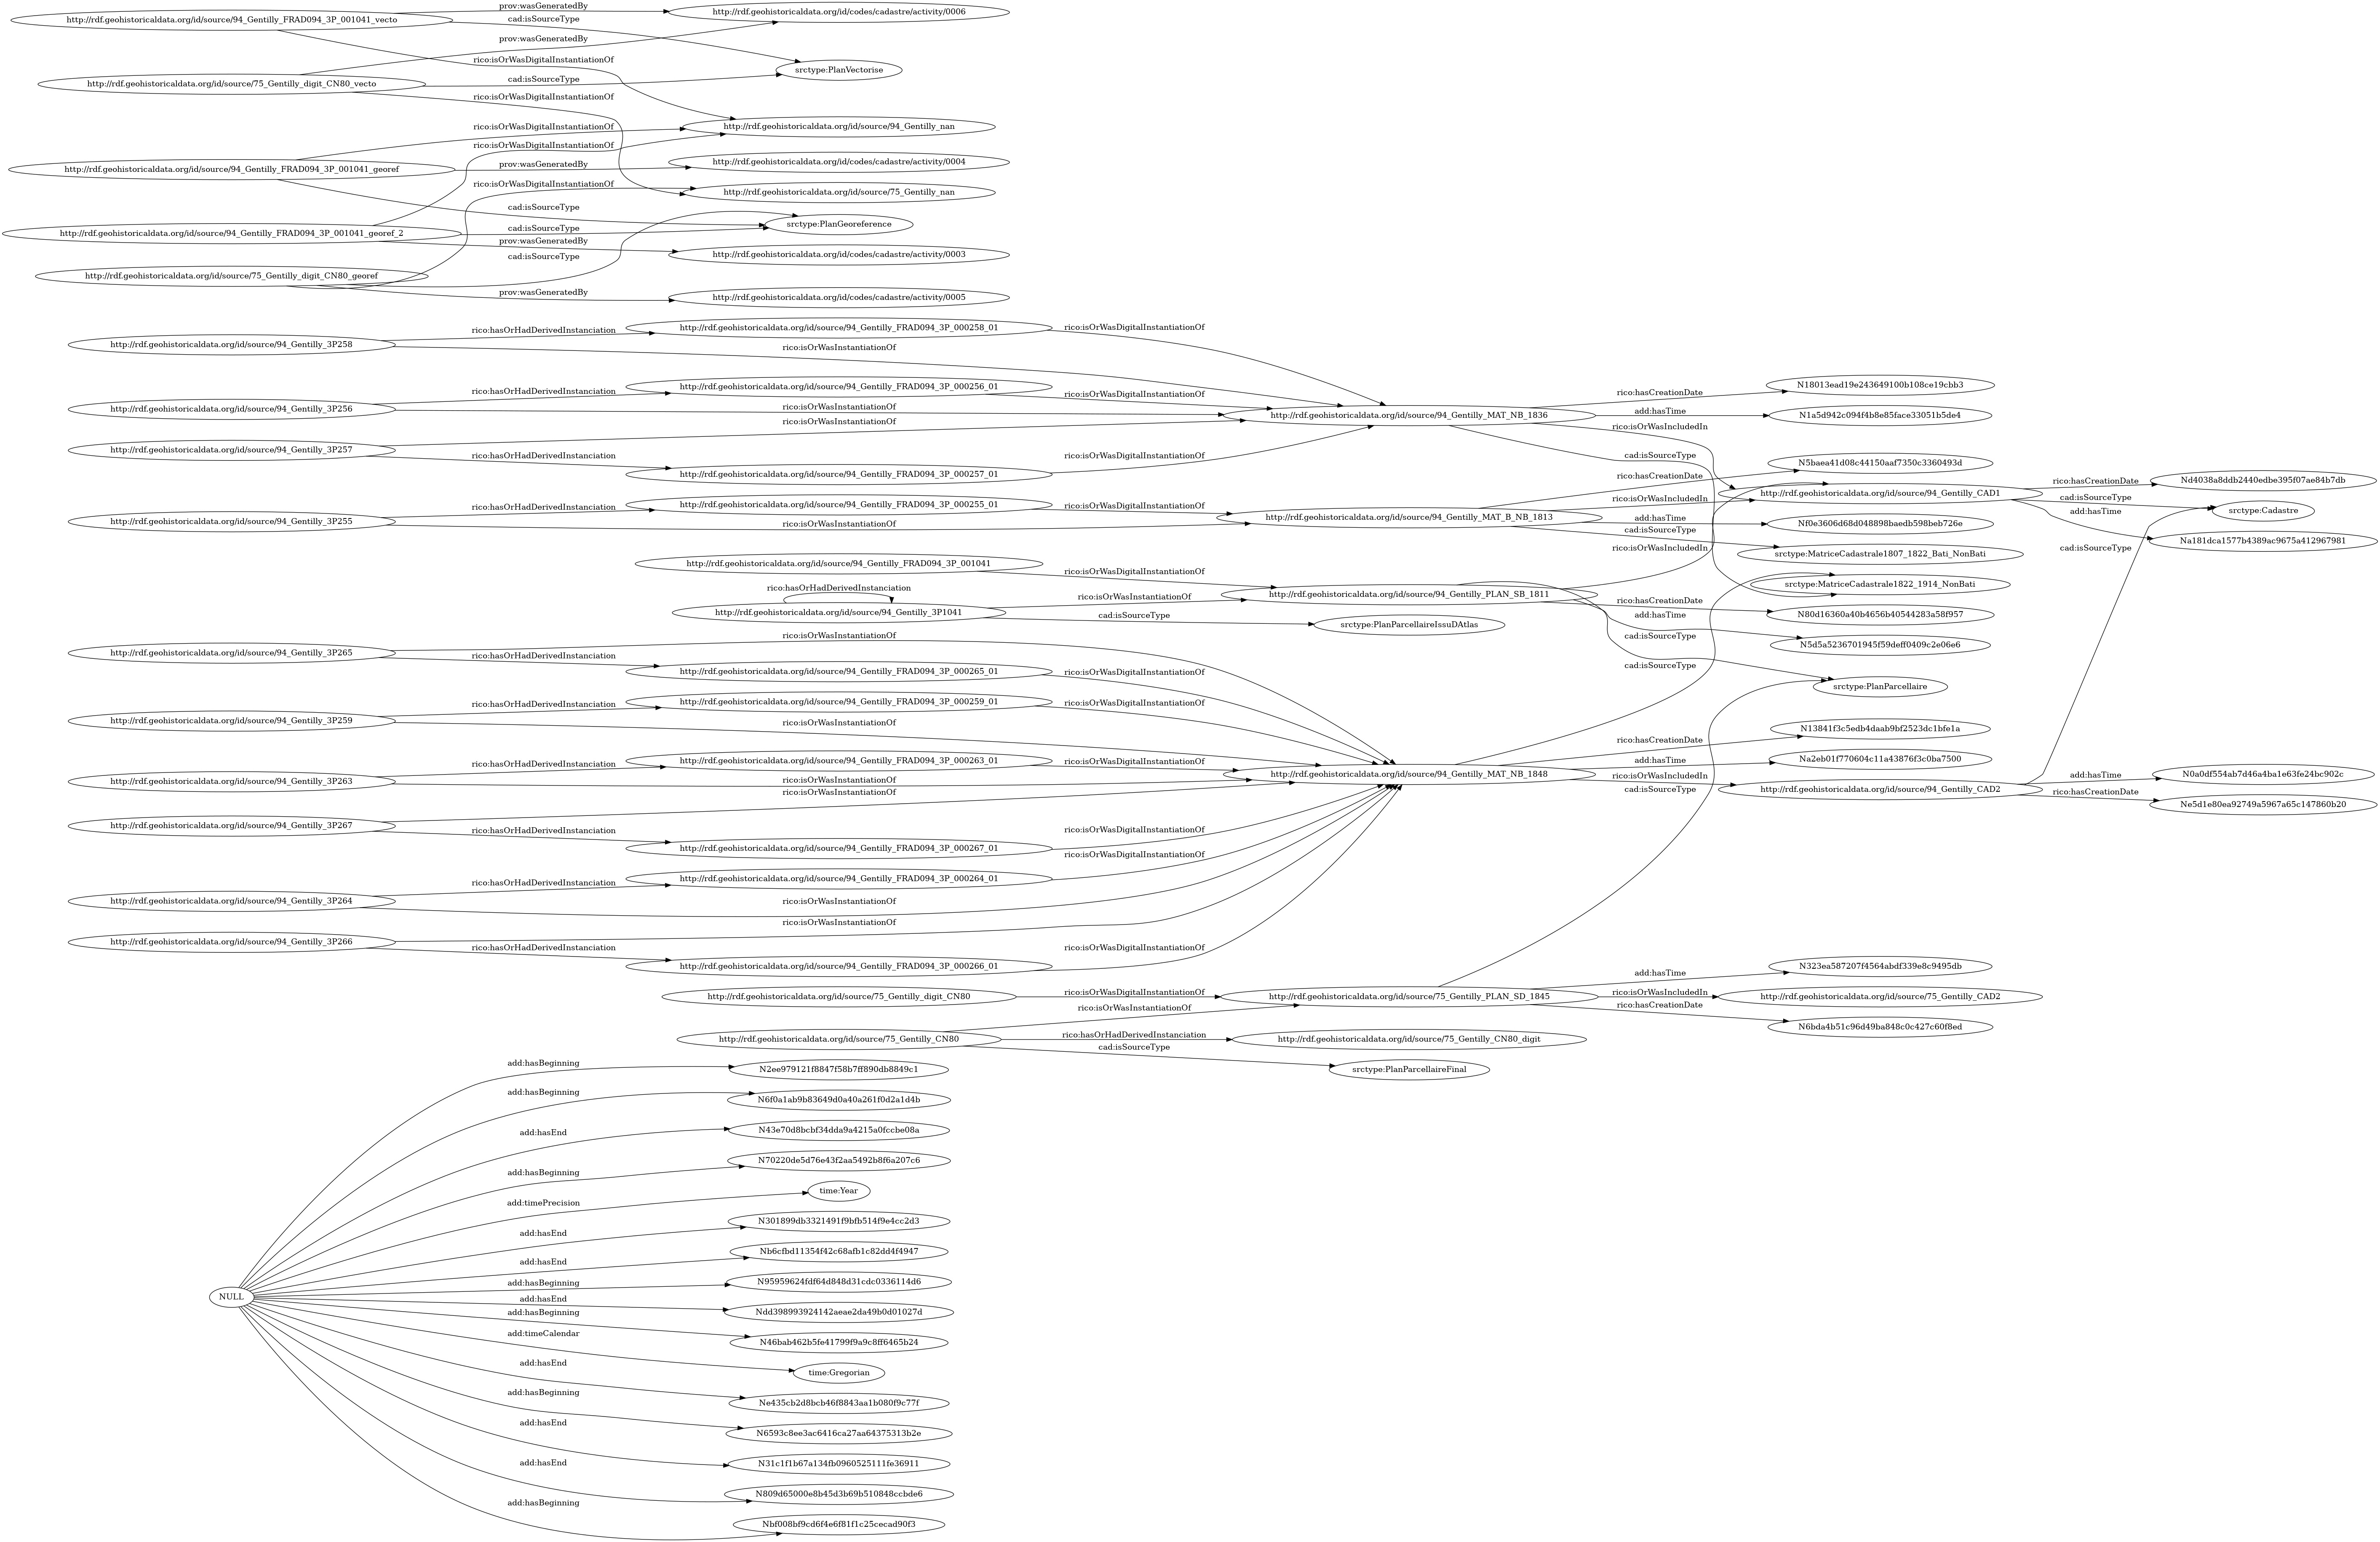 http://rdf.geohistoricaldata.org/id/source/94_Gentilly_FRAD094_3P_001041_vecto
prov:wasGeneratedBy
http://rdf.geohistoricaldata.org/id/codes/cadastre/activity/0006
cad:isSourceType
prov:wasGeneratedBy
rico:isOrWasDigitalInstantiationOf
srctype:PlanVectorise
http://rdf.geohistoricaldata.org/id/source/75_Gentilly_digit_CN80_vecto
cad:isSourceType
rico:isOrWasDigitalInstantiationOf
rico:isOrWasDigitalInstantiationOf
http://rdf.geohistoricaldata.org/id/source/94_Gentilly_nan
rico:isOrWasDigitalInstantiationOf
http://rdf.geohistoricaldata.org/id/source/94_Gentilly_FRAD094_3P_001041_georef
prov:wasGeneratedBy
http://rdf.geohistoricaldata.org/id/codes/cadastre/activity/0004
rico:isOrWasDigitalInstantiationOf
http://rdf.geohistoricaldata.org/id/source/75_Gentilly_nan
cad:isSourceType
srctype:PlanGeoreference
http://rdf.geohistoricaldata.org/id/source/94_Gentilly_FRAD094_3P_001041_georef_2
cad:isSourceType
prov:wasGeneratedBy
http://rdf.geohistoricaldata.org/id/codes/cadastre/activity/0003
cad:isSourceType
http://rdf.geohistoricaldata.org/id/source/75_Gentilly_digit_CN80_georef
prov:wasGeneratedBy
http://rdf.geohistoricaldata.org/id/codes/cadastre/activity/0005
http://rdf.geohistoricaldata.org/id/source/94_Gentilly_3P258
rico:hasOrHadDerivedInstanciation
http://rdf.geohistoricaldata.org/id/source/94_Gentilly_FRAD094_3P_000258_01
rico:isOrWasDigitalInstantiationOf
rico:isOrWasInstantiationOf
http://rdf.geohistoricaldata.org/id/source/94_Gentilly_3P256
rico:hasOrHadDerivedInstanciation
http://rdf.geohistoricaldata.org/id/source/94_Gentilly_FRAD094_3P_000256_01
rico:isOrWasDigitalInstantiationOf
rico:isOrWasInstantiationOf
http://rdf.geohistoricaldata.org/id/source/94_Gentilly_MAT_NB_1836
rico:hasCreationDate
N18013ead19e243649100b108ce19cbb3
add:hasTime
N1a5d942c094f4b8e85face33051b5de4
rico:isOrWasIncludedIn
cad:isSourceType
http://rdf.geohistoricaldata.org/id/source/94_Gentilly_3P257
rico:isOrWasInstantiationOf
rico:hasOrHadDerivedInstanciation
http://rdf.geohistoricaldata.org/id/source/94_Gentilly_FRAD094_3P_000257_01
rico:isOrWasDigitalInstantiationOf
rico:hasCreationDate
N5baea41d08c44150aaf7350c3360493d
http://rdf.geohistoricaldata.org/id/source/94_Gentilly_CAD1
rico:hasCreationDate
Nd4038a8ddb2440edbe395f07ae84b7db
cad:isSourceType
srctype:Cadastre
add:hasTime
Na181dca1577b4389ac9675a412967981
http://rdf.geohistoricaldata.org/id/source/94_Gentilly_3P255
rico:hasOrHadDerivedInstanciation
http://rdf.geohistoricaldata.org/id/source/94_Gentilly_FRAD094_3P_000255_01
rico:isOrWasDigitalInstantiationOf
rico:isOrWasInstantiationOf
http://rdf.geohistoricaldata.org/id/source/94_Gentilly_MAT_B_NB_1813
rico:isOrWasIncludedIn
add:hasTime
Nf0e3606d68d048898baedb598beb726e
cad:isSourceType
srctype:MatriceCadastrale1807_1822_Bati_NonBati
cad:isSourceType
rico:isOrWasIncludedIn
http://rdf.geohistoricaldata.org/id/source/94_Gentilly_FRAD094_3P_001041
rico:isOrWasDigitalInstantiationOf
rico:hasOrHadDerivedInstanciation
http://rdf.geohistoricaldata.org/id/source/94_Gentilly_3P1041
rico:isOrWasInstantiationOf
http://rdf.geohistoricaldata.org/id/source/94_Gentilly_PLAN_SB_1811
srctype:MatriceCadastrale1822_1914_NonBati
rico:hasCreationDate
N80d16360a40b4656b40544283a58f957
cad:isSourceType
srctype:PlanParcellaireIssuDAtlas
add:hasTime
N5d5a5236701945f59deff0409c2e06e6
cad:isSourceType
http://rdf.geohistoricaldata.org/id/source/94_Gentilly_3P265
rico:isOrWasInstantiationOf
rico:hasOrHadDerivedInstanciation
http://rdf.geohistoricaldata.org/id/source/94_Gentilly_FRAD094_3P_000265_01
rico:isOrWasDigitalInstantiationOf
cad:isSourceType
srctype:PlanParcellaire
http://rdf.geohistoricaldata.org/id/source/94_Gentilly_3P259
rico:hasOrHadDerivedInstanciation
http://rdf.geohistoricaldata.org/id/source/94_Gentilly_FRAD094_3P_000259_01
rico:isOrWasDigitalInstantiationOf
rico:isOrWasInstantiationOf
rico:hasCreationDate
N13841f3c5edb4daab9bf2523dc1bfe1a
http://rdf.geohistoricaldata.org/id/source/94_Gentilly_3P263
rico:hasOrHadDerivedInstanciation
http://rdf.geohistoricaldata.org/id/source/94_Gentilly_FRAD094_3P_000263_01
rico:isOrWasDigitalInstantiationOf
rico:isOrWasInstantiationOf
http://rdf.geohistoricaldata.org/id/source/94_Gentilly_MAT_NB_1848
add:hasTime
Na2eb01f770604c11a43876f3c0ba7500
rico:isOrWasIncludedIn
http://rdf.geohistoricaldata.org/id/source/94_Gentilly_CAD2
add:hasTime
N0a0df554ab7d46a4ba1e63fe24bc902c
rico:hasCreationDate
Ne5d1e80ea92749a5967a65c147860b20
cad:isSourceType
rico:isOrWasInstantiationOf
http://rdf.geohistoricaldata.org/id/source/94_Gentilly_3P267
rico:hasOrHadDerivedInstanciation
http://rdf.geohistoricaldata.org/id/source/94_Gentilly_FRAD094_3P_000267_01
rico:isOrWasDigitalInstantiationOf
rico:isOrWasDigitalInstantiationOf
http://rdf.geohistoricaldata.org/id/source/94_Gentilly_3P264
rico:hasOrHadDerivedInstanciation
http://rdf.geohistoricaldata.org/id/source/94_Gentilly_FRAD094_3P_000264_01
rico:isOrWasInstantiationOf
rico:isOrWasInstantiationOf
http://rdf.geohistoricaldata.org/id/source/94_Gentilly_3P266
rico:hasOrHadDerivedInstanciation
http://rdf.geohistoricaldata.org/id/source/94_Gentilly_FRAD094_3P_000266_01
rico:isOrWasDigitalInstantiationOf
http://rdf.geohistoricaldata.org/id/source/75_Gentilly_digit_CN80
rico:isOrWasDigitalInstantiationOf
http://rdf.geohistoricaldata.org/id/source/75_Gentilly_PLAN_SD_1845
add:hasTime
N323ea587207f4564abdf339e8c9495db
rico:isOrWasIncludedIn
http://rdf.geohistoricaldata.org/id/source/75_Gentilly_CAD2
rico:hasCreationDate
N6bda4b51c96d49ba848c0c427c60f8ed
rico:isOrWasInstantiationOf
http://rdf.geohistoricaldata.org/id/source/75_Gentilly_CN80
rico:hasOrHadDerivedInstanciation
http://rdf.geohistoricaldata.org/id/source/75_Gentilly_CN80_digit
cad:isSourceType
srctype:PlanParcellaireFinal
NULL
add:hasBeginning
N2ee979121f8847f58b7ff890db8849c1
add:hasBeginning
N6f0a1ab9b83649d0a40a261f0d2a1d4b
add:hasEnd
N43e70d8bcbf34dda9a4215a0fccbe08a
add:hasBeginning
N70220de5d76e43f2aa5492b8f6a207c6
add:timePrecision
time:Year
add:hasEnd
N301899db3321491f9bfb514f9e4cc2d3
add:hasEnd
Nb6cfbd11354f42c68afb1c82dd4f4947
add:hasBeginning
N95959624fdf64d848d31cdc0336114d6
add:hasEnd
Ndd398993924142aeae2da49b0d01027d
add:hasBeginning
N46bab462b5fe41799f9a9c8ff6465b24
add:timeCalendar
time:Gregorian
add:hasEnd
Ne435cb2d8bcb46f8843aa1b080f9c77f
add:hasBeginning
N6593c8ee3ac6416ca27aa64375313b2e
add:hasEnd
N31c1f1b67a134fb0960525111fe36911
add:hasEnd
N809d65000e8b45d3b69b510848ccbde6
add:hasBeginning
Nbf008bf9cd6f4e6f81f1c25cecad90f3